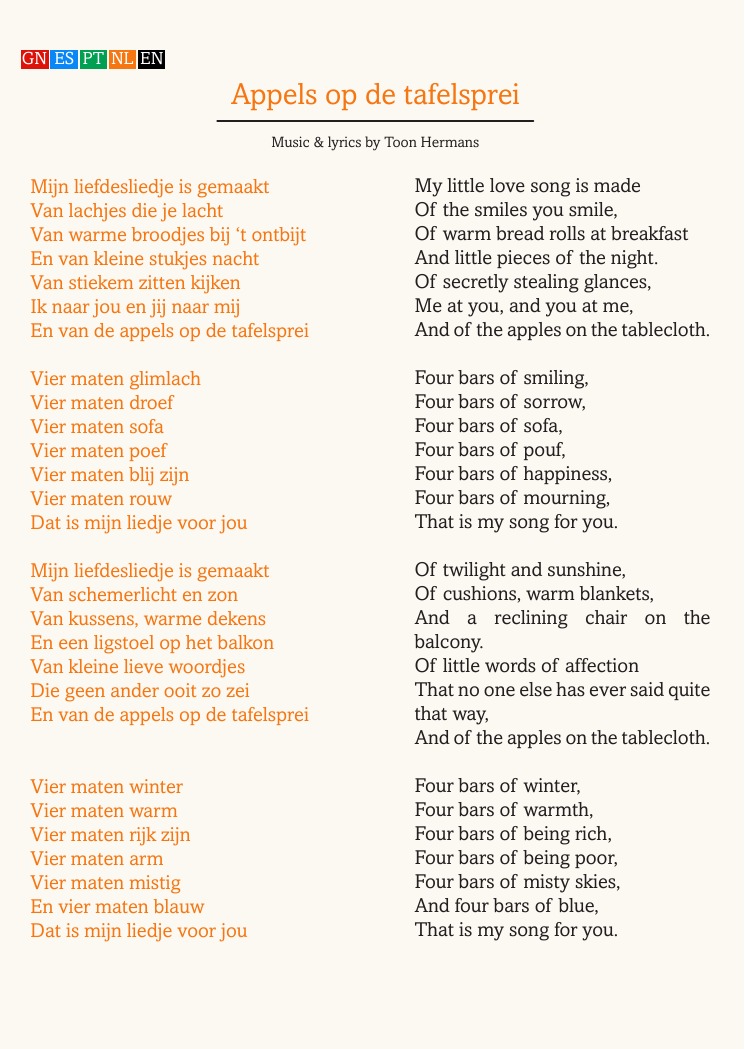 GN ES PT NL EN
Appels op de tafelsprei
Music & lyrics by Toon Hermans
Mijn liefdesliedje is gemaakt
Van lachjes die je lacht
Van warme broodjes bij ‘t ontbijt
En van kleine stukjes nacht
Van stiekem zitten kijken
Ik naar jou en jij naar mij
En van de appels op de tafelsprei
Vier maten glimlach
Vier maten droef
Vier maten sofa
Vier maten poef
Vier maten blij zijn
Vier maten rouw
Dat is mijn liedje voor jou
Mijn liefdesliedje is gemaakt
Van schemerlicht en zon
Van kussens, warme dekens
En een ligstoel op het balkon
Van kleine lieve woordjes
Die geen ander ooit zo zei
En van de appels op de tafelsprei
Vier maten winter
Vier maten warm
Vier maten rijk zijn
Vier maten arm
Vier maten mistig
En vier maten blauw
Dat is mijn liedje voor jou
My little love song is made
Of the smiles you smile,
Of warm bread rolls at breakfast
And little pieces of the night.
Of secretly stealing glances,
Me at you, and you at me,
And of the apples on the tablecloth.
Four bars of smiling,
Four bars of sorrow,
Four bars of sofa,
Four bars of pouf,
Four bars of happiness,
Four bars of mourning,
That is my song for you.
Of twilight and sunshine,
Of cushions, warm blankets,
And a reclining chair on the
balcony.
Of little words of affection
That no one else has ever said quite
that way,
And of the apples on the tablecloth.
Four bars of winter,
Four bars of warmth,
Four bars of being rich,
Four bars of being poor,
Four bars of misty skies,
And four bars of blue,
That is my song for you.